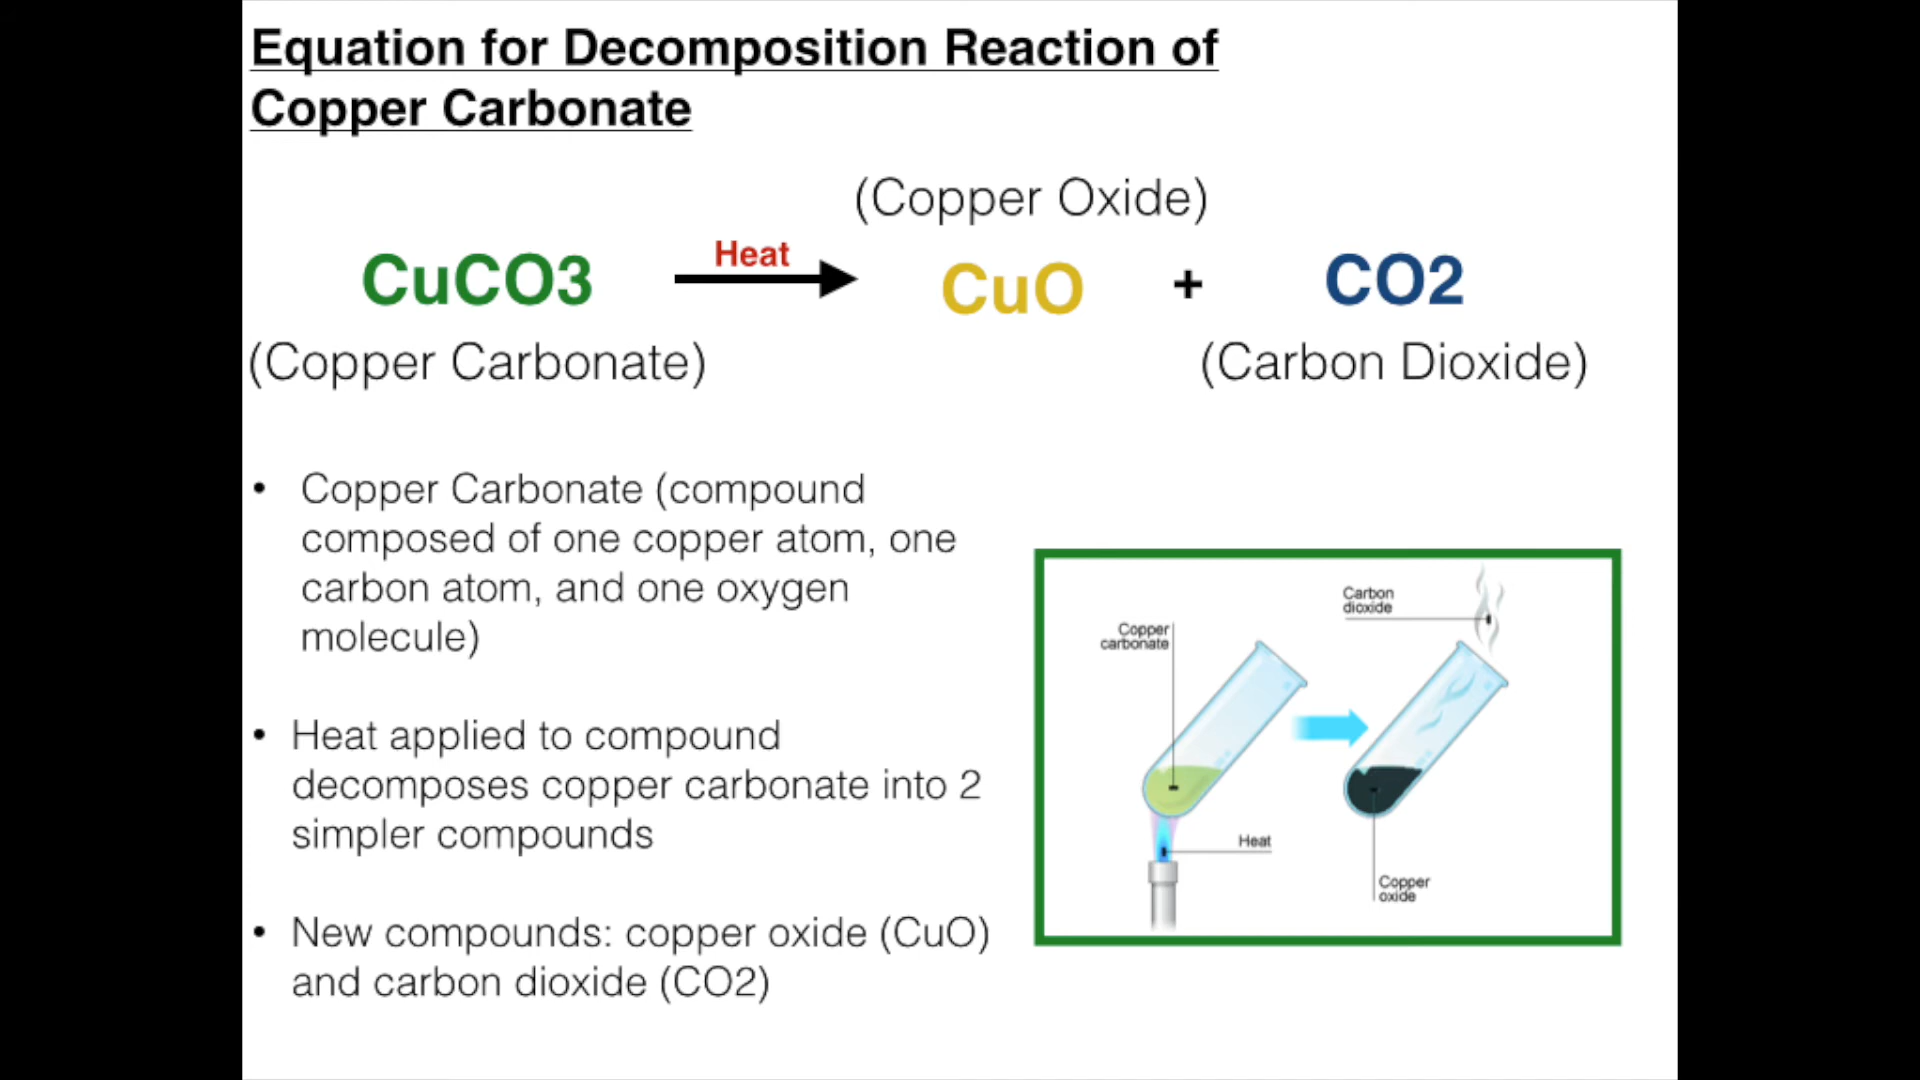 Equation for Decomposition Reaction of
Copper Carbonate
(Copper Oxide)
CuCO3 Heat CuO + CO2
(Copper Carbonate) (Carbon Dioxide)
• Copper Carbonate (compound
composed of one copper atom, one
carbon atom, and one oxygen
molecule)
• Heat applied to compound
decomposes copper carbonate into 2
simpler compounds
• New compounds: copper oxide (CuO)
and carbon dioxide (CO2)
Copper
carbonate
Carbon
dioxide
Heat
Copper
oxide